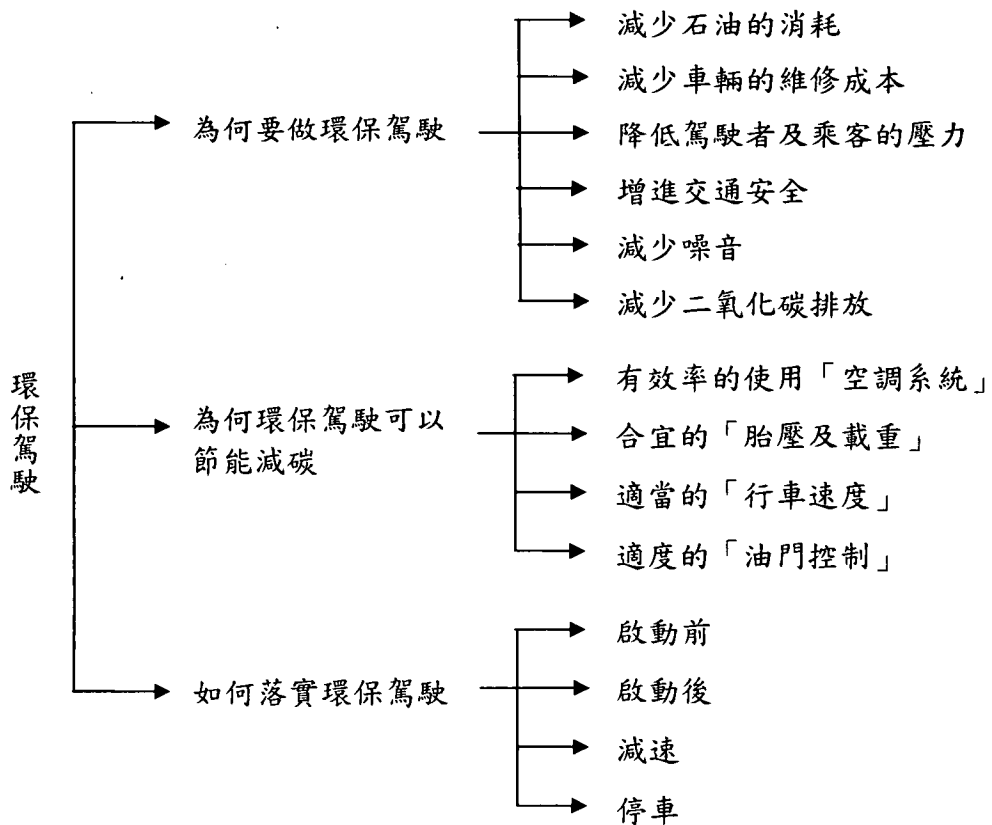 環保駕駛
為何要做環保駕駛
減少石油的消耗
減少車輛的維修成本
降低駕駛者及乘客的壓力
增進交通安全
減少噪音
減少二氧化碳排放
為何環保駕駛可以
節能減碳
有效率的使用「空調系統」
合宜的「胎壓及載重」
適當的「行車速度」
適度的「油門控制」
如何落實環保駕駛
啟動前
啟動後
減速
停車